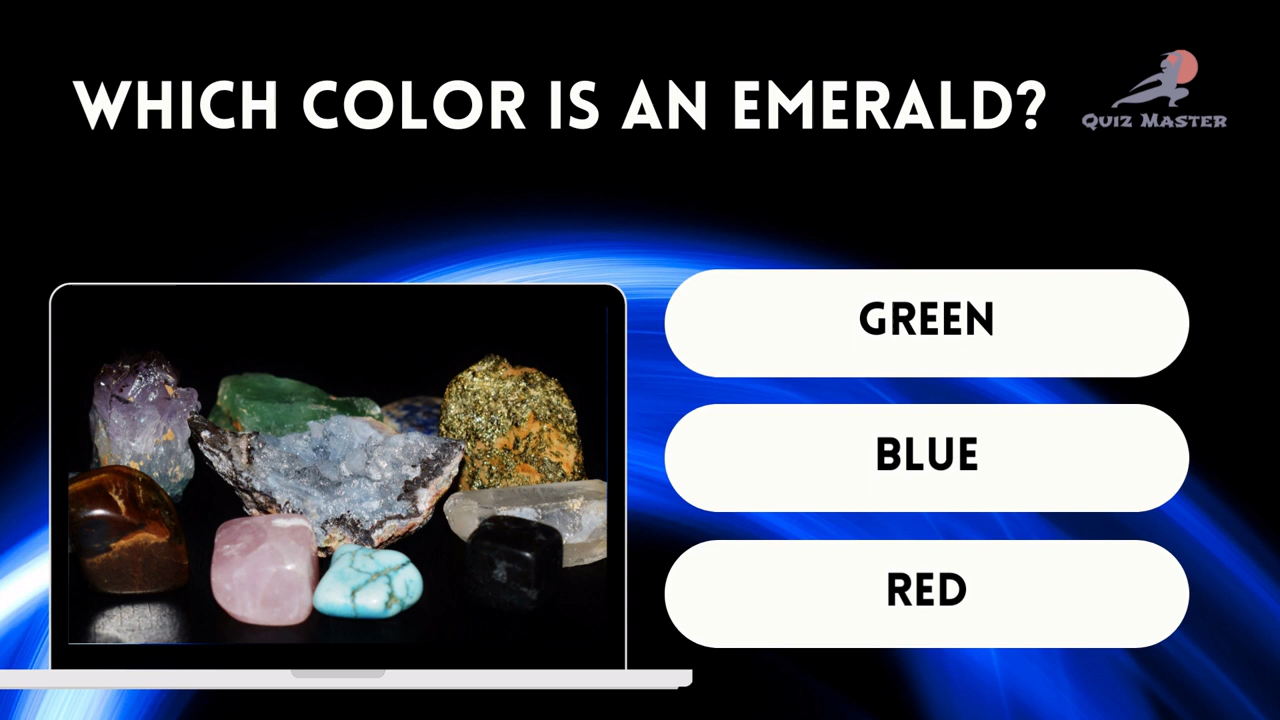 WHICH COLOR IS AN EMERALD?
QUIZ MASTER
GREEN
BLUE
RED